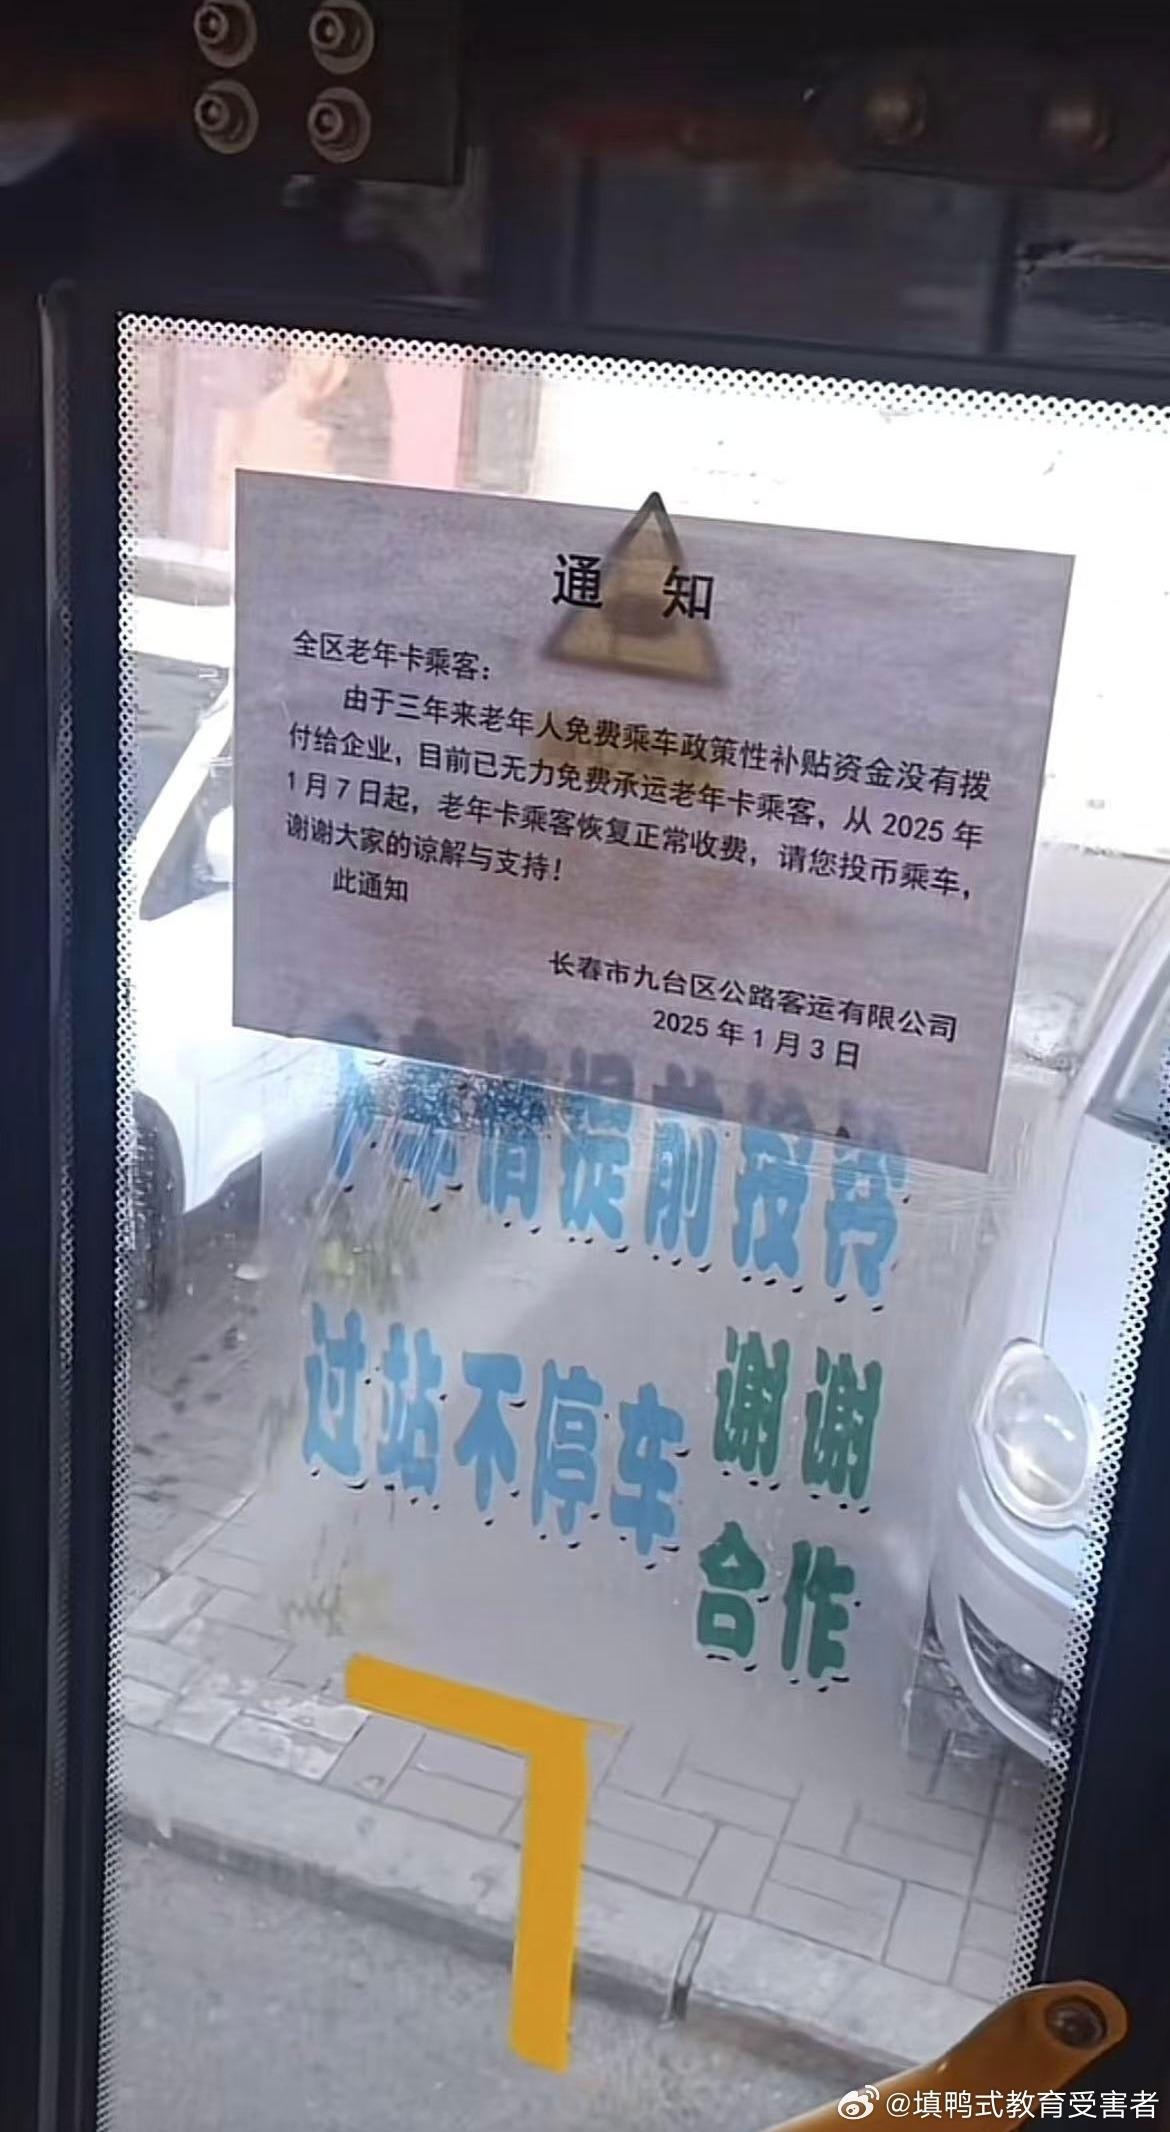 通 知
全区老年卡乘客：
由于三年来老年人免费乘车政策性补贴资金没有拨
付给企业，目前已无力免费承运老年卡乘客，从 2025 年
1 月 7 日起，老年卡乘客恢复正常收费，请您投币乘车，
谢谢大家的谅解与支持！
此通知
长春市九台区公路客运有限公司
2025 年 1 月 3 日
请提前按铃
过站不停车
谢谢
合作
@填鸭式教育受害者